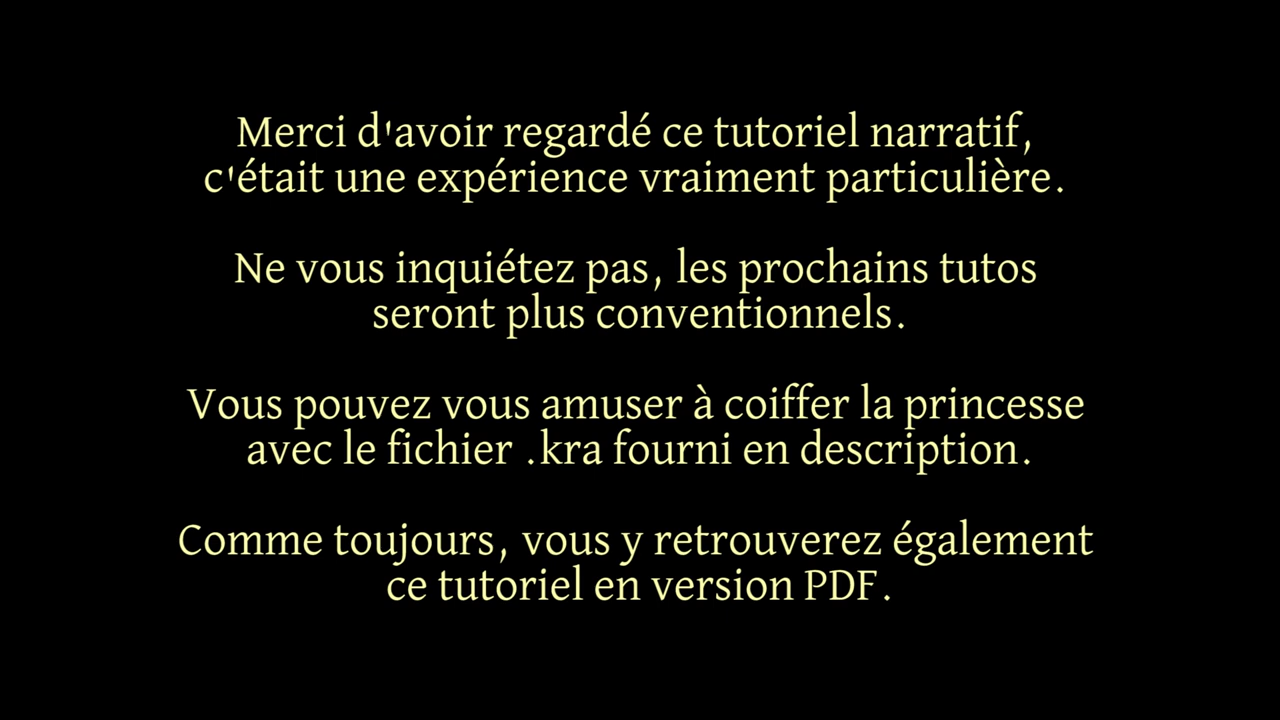 Merci d'avoir regardé ce tutoriel narratif,
c'était une expérience vraiment particulière.
Ne vous inquiétez pas, les prochains tutos
seront plus conventionnels.
Vous pouvez vous amuser à coiffer la princesse
avec le fichier .kra fourni en description.
Comme toujours, vous y retrouverez également
ce tutoriel en version PDF.